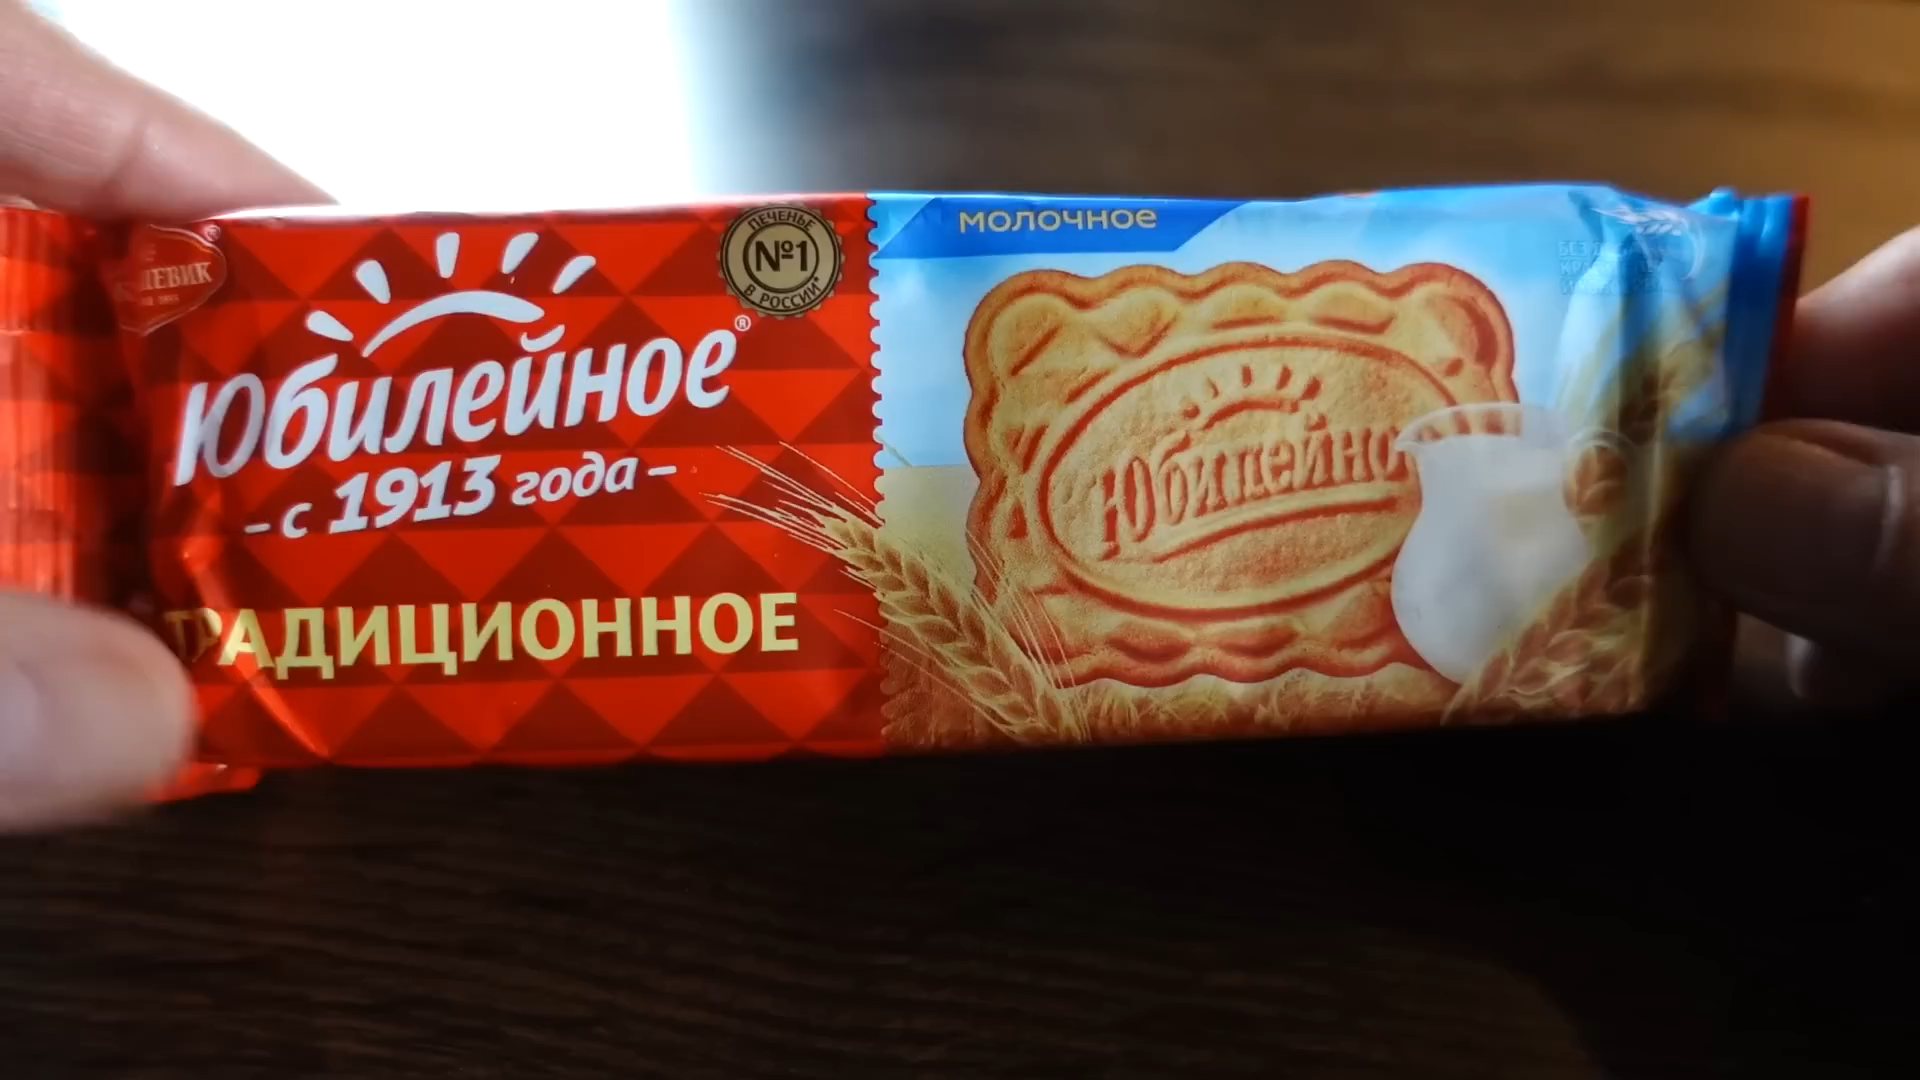 Юбилейное®
– с 1913 года –
ТРАДИЦИОННОЕ
ПЕЧЕНЬЕ
№1
В РОССИИ*
МОЛОЧНОЕ
Юбилейно